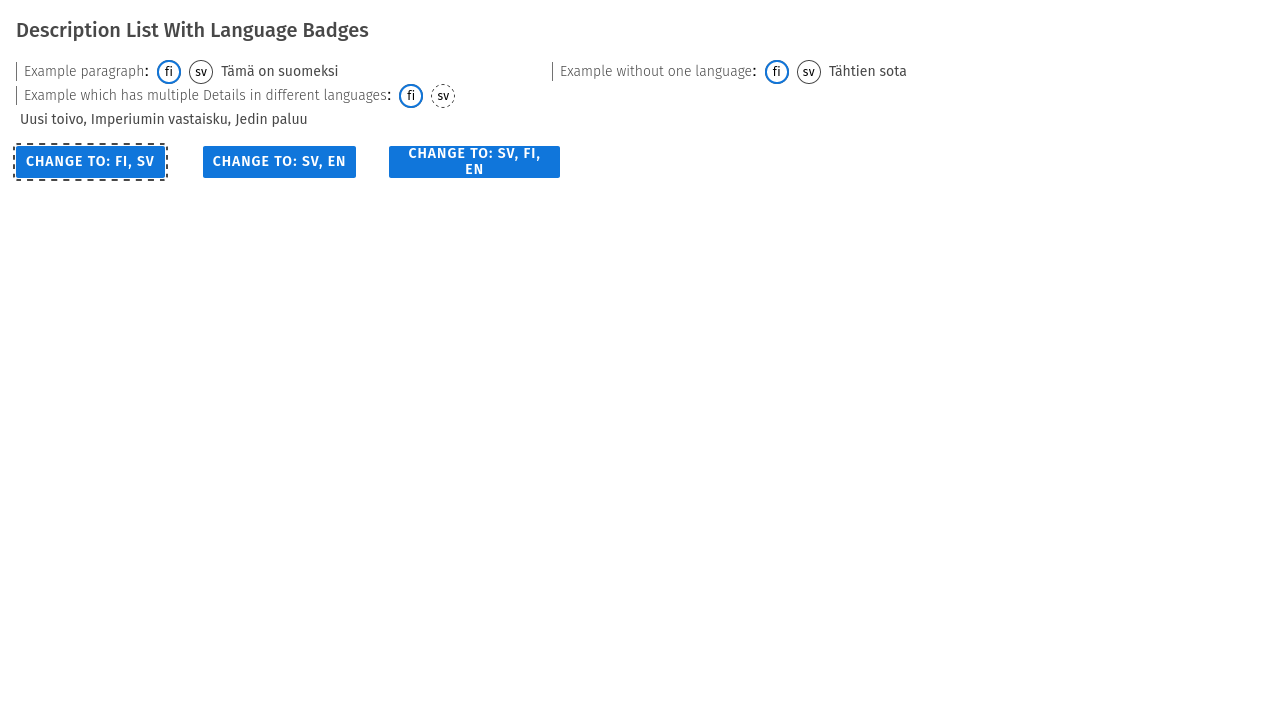 Description List With Language Badges
Example paragraph: fi sv Tämä on suomeksi
Example without one language: fi sv Tähtien sota
Example which has multiple Details in different languages: fi sv
Uusi toivo, Imperiumin vastaisku, Jedin paluu
CHANGE TO: FI, SV
CHANGE TO: SV, EN
CHANGE TO: SV, FI,
EN